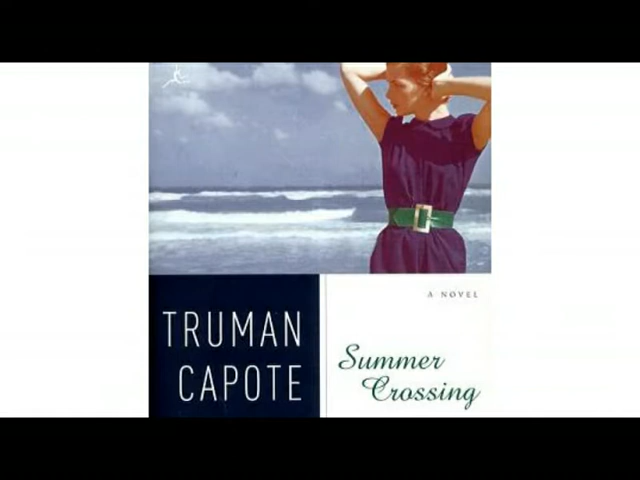 A NOVEL
TRUMAN
CAPOTE
Summer
Crossing